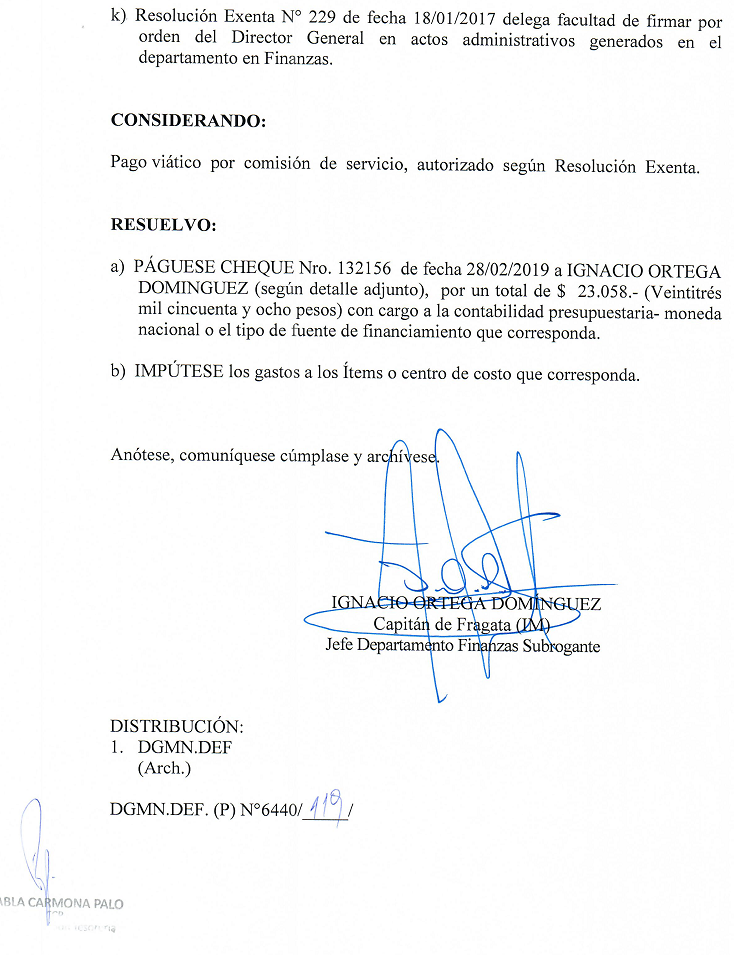 k) Resolución Exenta N° 229 de fecha 18/01/2017 delega facultad de firmar por
orden del Director General en actos administrativos generados en el
departamento en Finanzas.
CONSIDERANDO:
Pago viático por comisión de servicio, autorizado según Resolución Exenta.
RESUELVO:
a) PÁGUESE CHEQUE Nro. 132156 de fecha 28/02/2019 a IGNACIO ORTEGA
DOMINGUEZ (según detalle adjunto), por un total de $ 23.058.- (Veintitrés
mil cincuenta y ocho pesos) con cargo a la contabilidad presupuestaria- moneda
nacional o el tipo de fuente de financiamiento que corresponda.
b) IMPÚTESE los gastos a los Ítems o centro de costo que corresponda.
Anótese, comuníquese cúmplase y archívese.
IGNACIO ORTEGA DOMÍNGUEZ
Capitán de Fragata (IM)
Jefe Departamento Finanzas Subrogante
DISTRIBUCIÓN:
1. DGMN.DEF
(Arch.)
DGMN.DEF. (P) N°6440/119/
ABLA CARMONA PALO